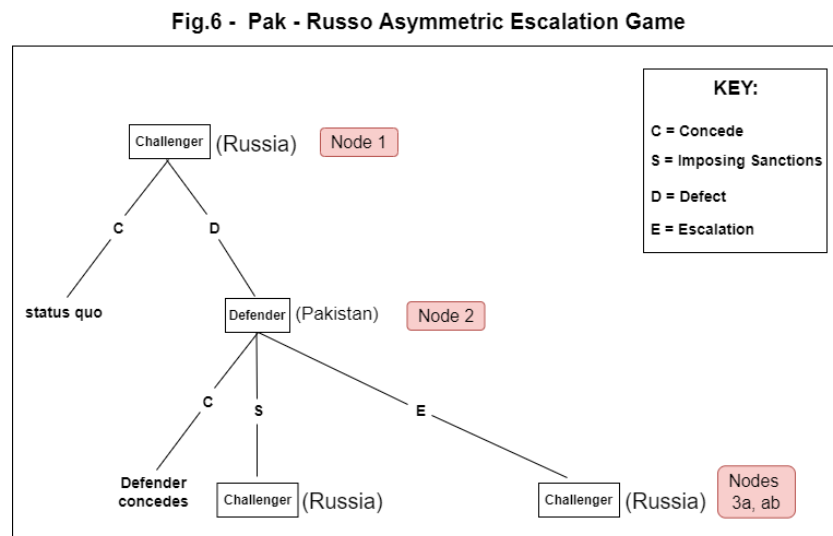 Fig.6 - Pak - Russo Asymmetric Escalation Game
KEY:
C = Concede
S = Imposing Sanctions
D = Defect
E = Escalation
Challenger (Russia) Node 1
C D
status quo
Defender (Pakistan) Node 2
C S E
Defender
concedes
Challenger (Russia)
Challenger (Russia)
Nodes
3a, ab